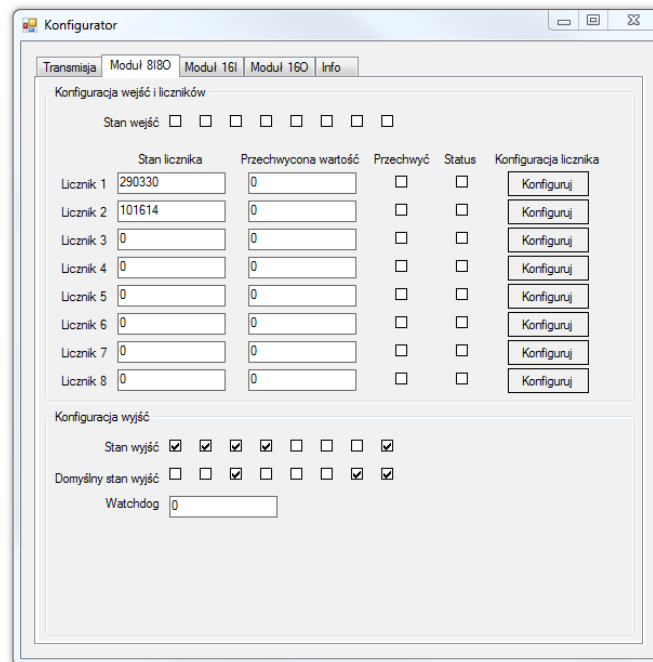 Konfigurator
Transmisja Moduł 8I8O Moduł 16I Moduł 16O Info
Konfiguracja wejść i liczników
Stan wejść
Stan licznika Przechwycona wartość Przechwyć Status Konfiguracja licznika
Licznik 1 290330 0 Konfiguruj
Licznik 2 101614 0 Konfiguruj
Licznik 3 0 0 Konfiguruj
Licznik 4 0 0 Konfiguruj
Licznik 5 0 0 Konfiguruj
Licznik 6 0 0 Konfiguruj
Licznik 7 0 0 Konfiguruj
Licznik 8 0 0 Konfiguruj
Konfiguracja wyjść
Stan wyjść
Domyślny stan wyjść
Watchdog 0